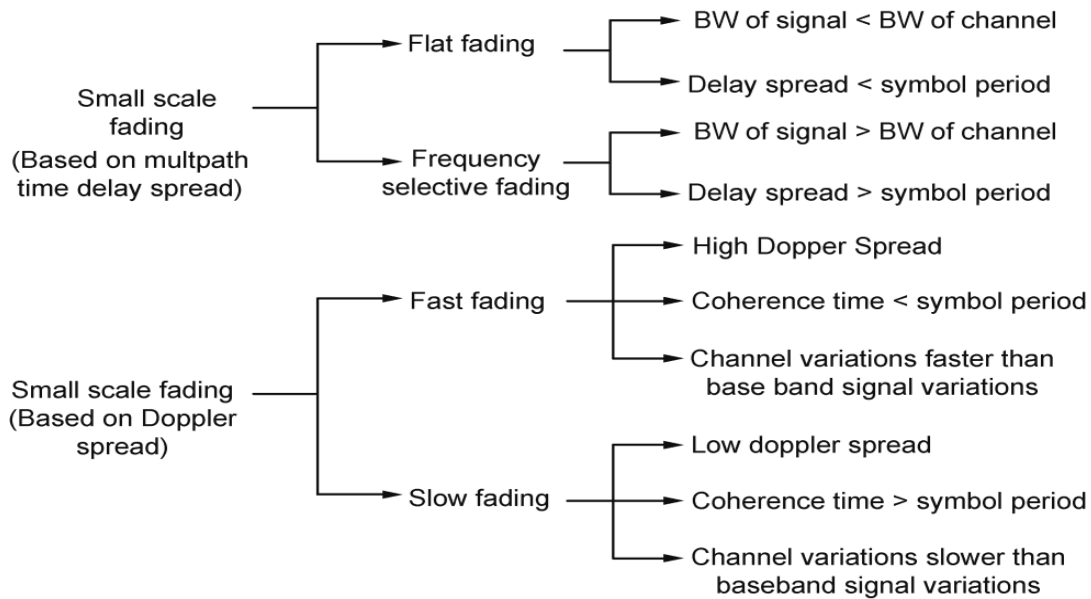 Small scale
fading
(Based on multpath
time delay spread)
Flat fading
BW of signal < BW of channel
Delay spread < symbol period
Frequency
selective fading
BW of signal > BW of channel
Delay spread > symbol period
Small scale fading
(Based on Doppler
spread)
Fast fading
High Dopper Spread
Coherence time < symbol period
Channel variations faster than
base band signal variations
Slow fading
Low doppler spread
Coherence time > symbol period
Channel variations slower than
baseband signal variations